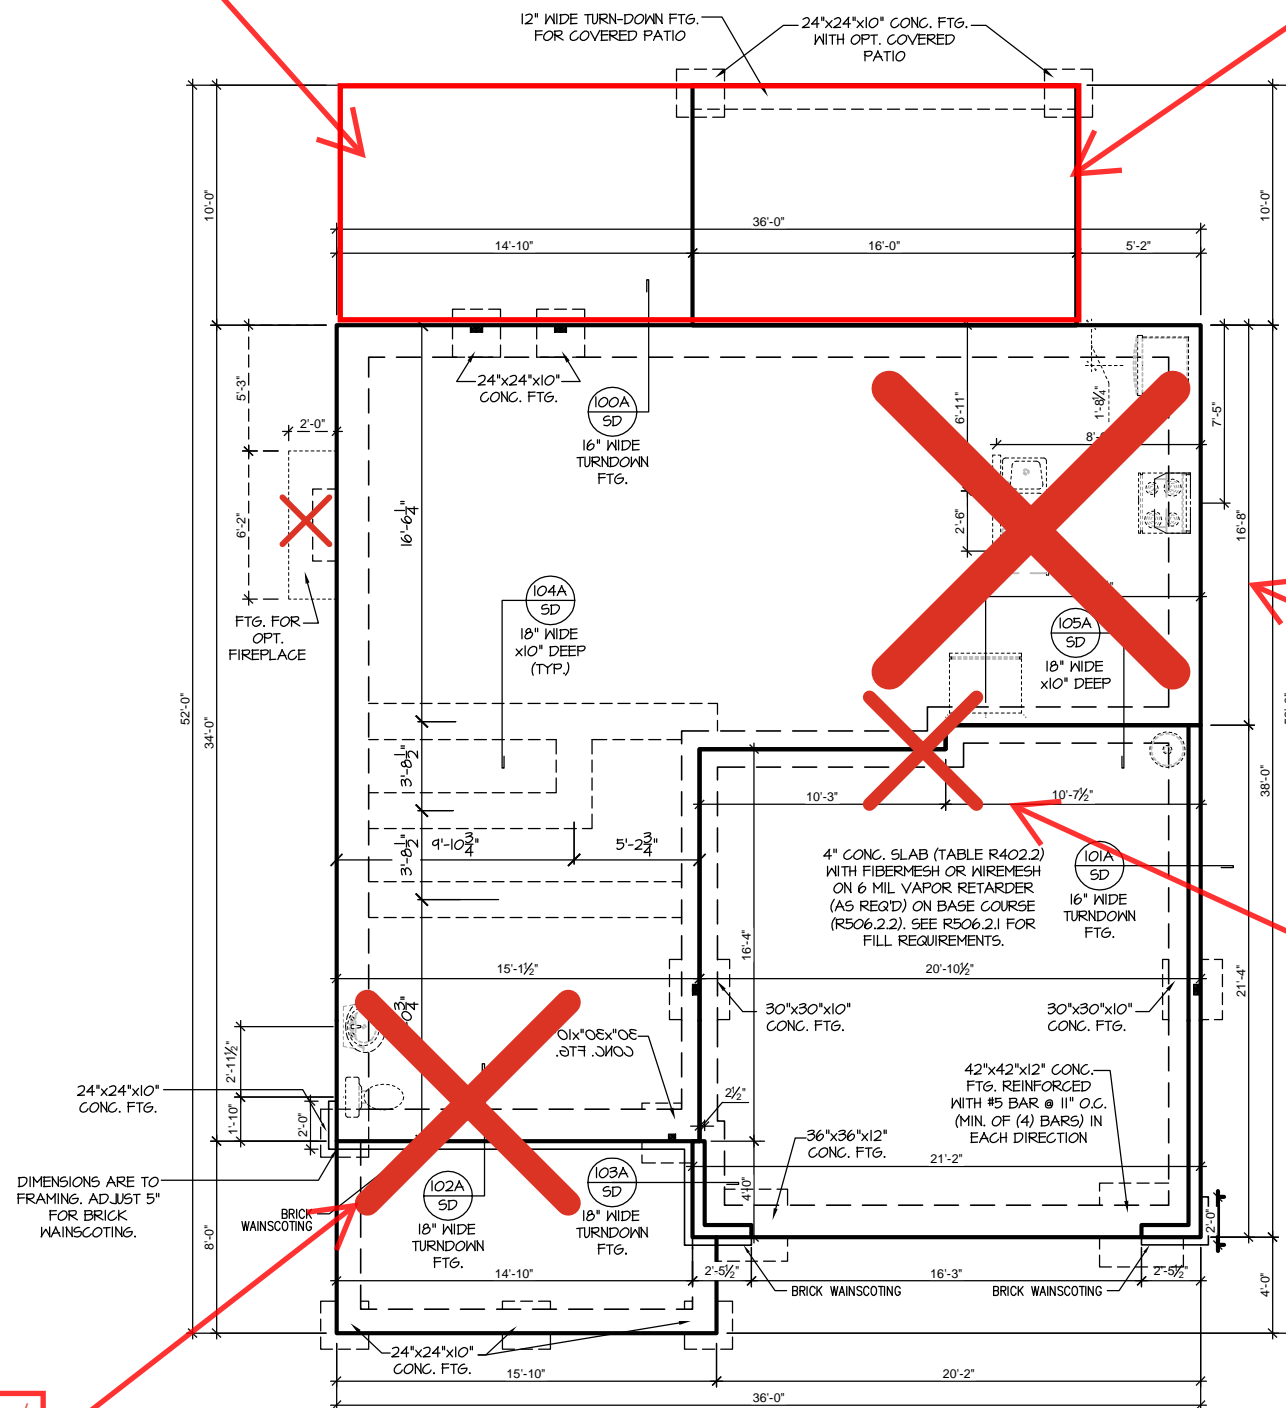 12" WIDE TURN-DOWN FTG.
FOR COVERED PATIO
24"x24"x10" CONC. FTG.
WITH OPT. COVERED
PATIO
10'-0"
10'-0"
36'-0"
14'-10"
16'-0"
5'-2"
24"x24"x10"
CONC. FTG.
100A
SD
16" WIDE
TURNDOWN
FTG.
5'-3"
2'-0"
6'-2"
FTG. FOR
OPT.
FIREPLACE
16'-6¼"
6'-11"
1'-8¼"
7'-5"
2'-6"
16'-8"
104A
SD
18" WIDE
x10" DEEP
(TYP.)
105A
SD
18" WIDE
x10" DEEP
52'-0"
34'-0"
38'-0"
3'-8½"
3'-8½"
9'-10¾"
5'-2¾"
10'-3"
10'-7½"
4" CONC. SLAB (TABLE R402.2)
WITH FIBERMESH OR WIREMESH
ON 6 MIL VAPOR RETARDER
(AS REQ'D) ON BASE COURSE
(R506.2.2). SEE R506.2.1 FOR
FILL REQUIREMENTS.
101A
SD
16" WIDE
TURNDOWN
FTG.
16'-4"
15'-1½"
20'-10½"
21'-4"
30"x30"x10"
CONC. FTG.
30"x30"x10"
CONC. FTG.
30"x30"x10"
CONC. FTG.
2'-11½"
1'-10"
2'-0"
24"x24"x10"
CONC. FTG.
42"x42"x12" CONC.
FTG. REINFORCED
WITH #5 BAR @ 11" O.C.
(MIN. OF (4) BARS) IN
EACH DIRECTION
2½"
36"x36"x12"
CONC. FTG.
21'-2"
4'-0"
DIMENSIONS ARE TO
FRAMING. ADJUST 5"
FOR BRICK
WAINSCOTING.
BRICK
WAINSCOTING
102A
SD
18" WIDE
TURNDOWN
FTG.
103A
SD
18" WIDE
TURNDOWN
FTG.
8'-0"
2'-0"
14'-10"
2'-5½"
16'-3"
2'-5½"
4'-0"
BRICK WAINSCOTING
BRICK WAINSCOTING
24"x24"x10"
CONC. FTG.
15'-10"
20'-2"
36'-0"